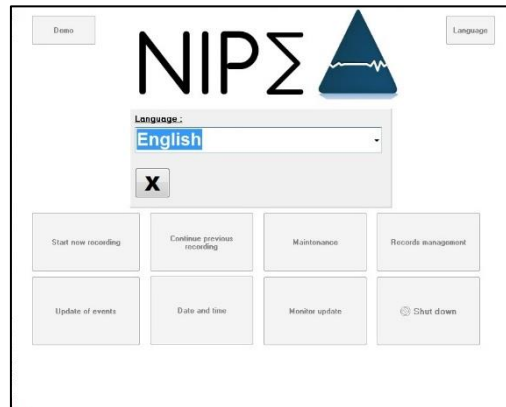 Demo
Language
NIPΣ
Language :
English
X
Start new recording
Continue previous
recording
Maintenance
Records management
Update of events
Date and time
Monitor update
Shut down